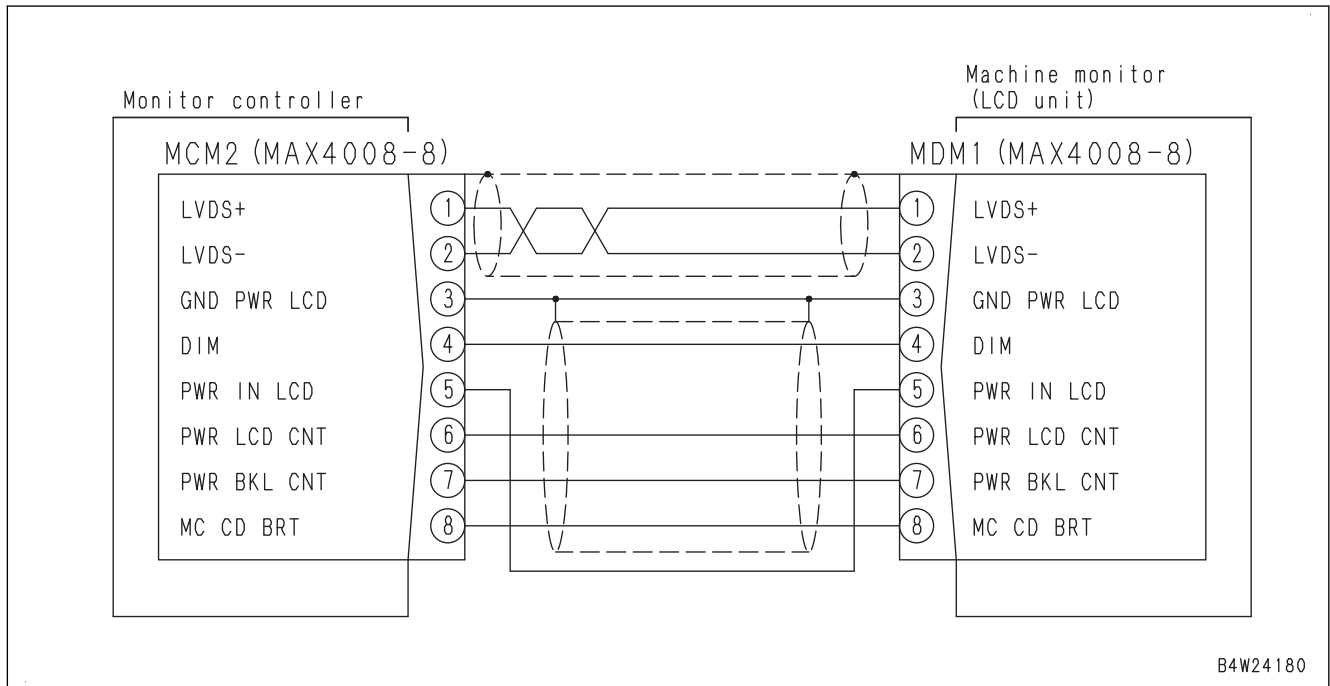 Machine monitor
(LCD unit)
Monitor controller
MCM2 (MAX4008-8)
MDM1 (MAX4008-8)
LVDS+ 1 1 LVDS+
LVDS- 2 2 LVDS-
GND PWR LCD 3 3 GND PWR LCD
DIM 4 4 DIM
PWR IN LCD 5 5 PWR IN LCD
PWR LCD CNT 6 6 PWR LCD CNT
PWR BKL CNT 7 7 PWR BKL CNT
MC CD BRT 8 8 MC CD BRT
B4W24180